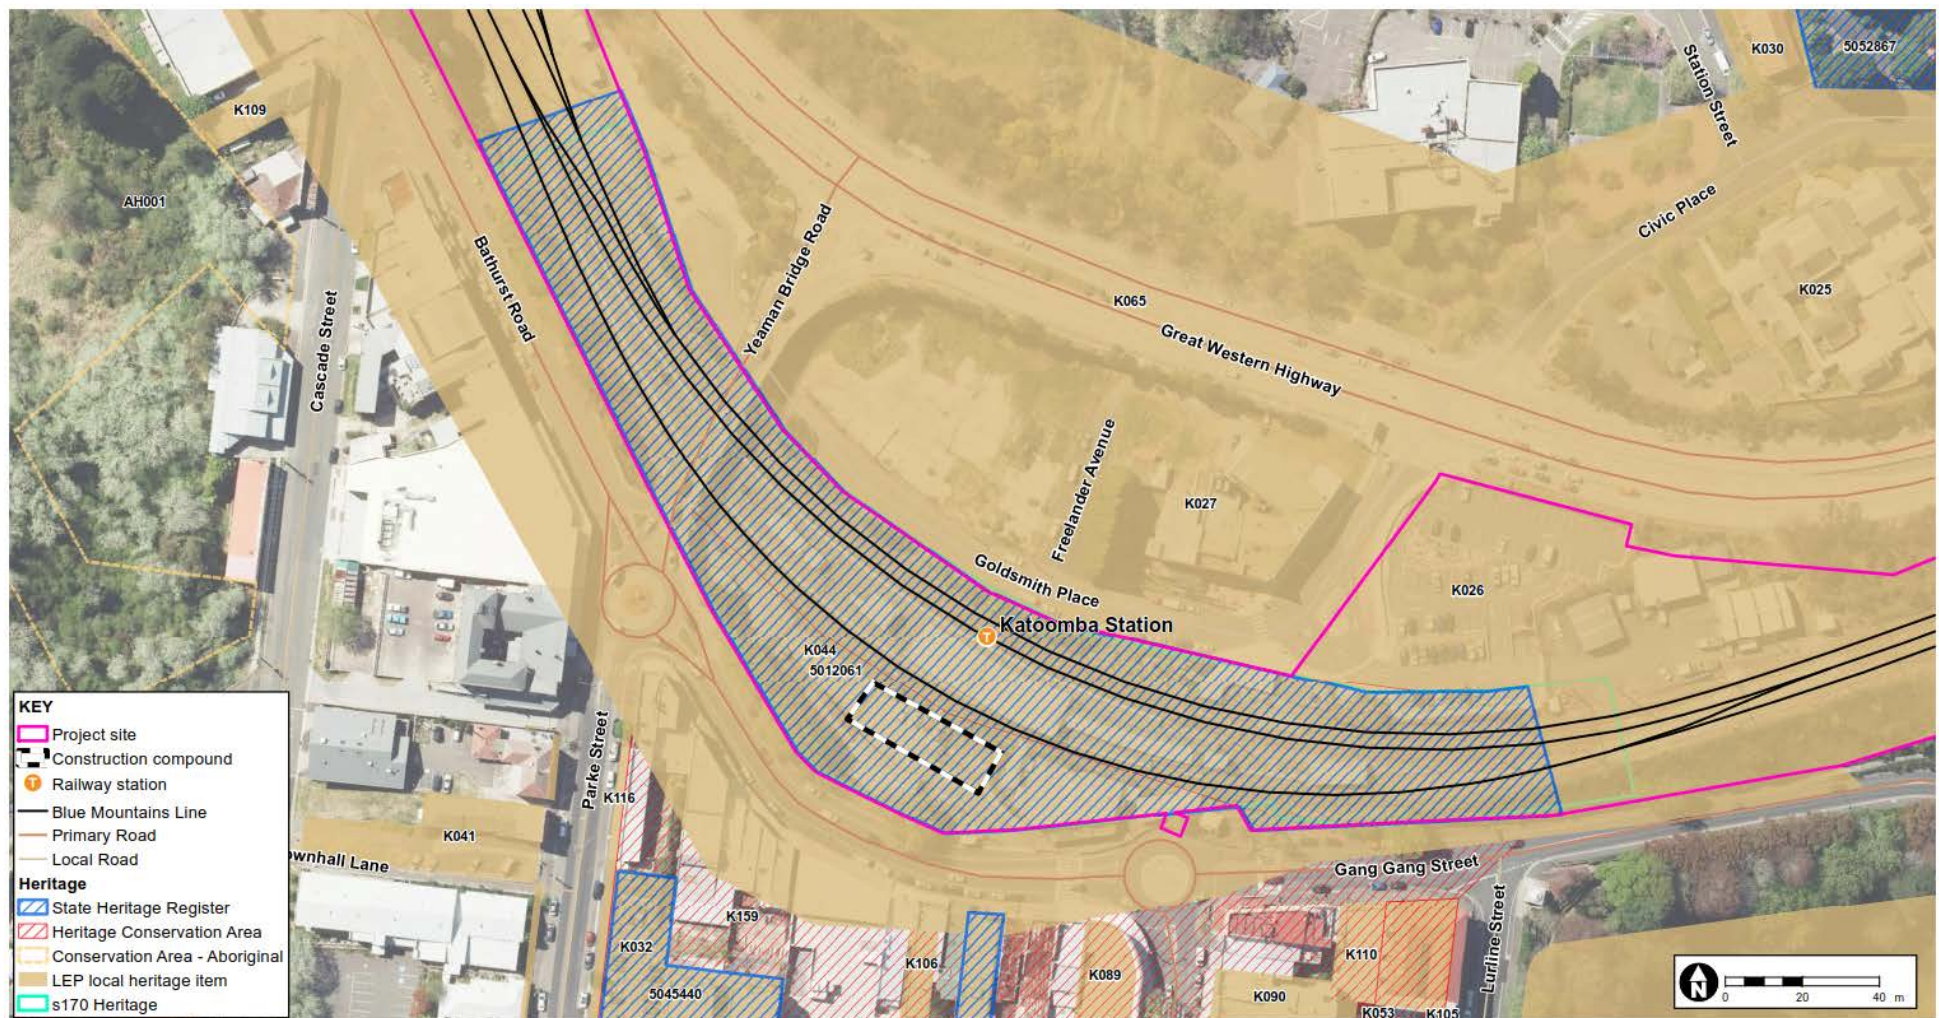 K030
5052867
Station Street
K109
AH001
Civic Place
Bathurst Road
Yeaman Bridge Road
K025
K065
Great Western Highway
Cascade Street
Freelander Avenue
K027
Goldsmith Place
K026
Katoomba Station
T
K044
5012061
KEY
Project site
Construction compound
T Railway station
Blue Mountains Line
Primary Road
Local Road
Heritage
State Heritage Register
Heritage Conservation Area
Conservation Area - Aboriginal
LEP local heritage item
s170 Heritage
Parke Street
K116
K041
ownhall Lane
Gang Gang Street
K159
K032
K106
K089
K110
Lurline Street
5045440
K090
K053
K105
N
0 20 40 m